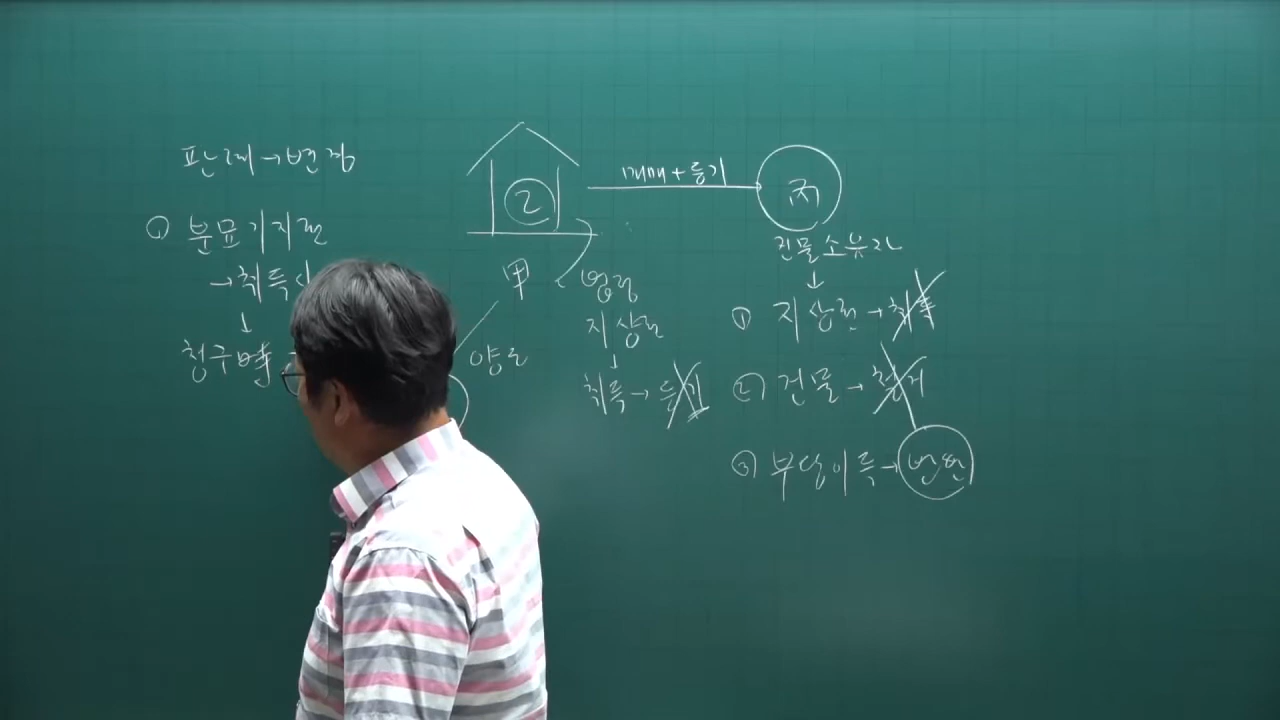 판례→변경
① 분묘기지권
→취득시
↓
청구時
②
甲
양도
법정
지상권
↓
취득→등기
매매+등기
丙
건물소유자
↓
① 지상권→취득
② 건물→철거
③ 부당이득→반환